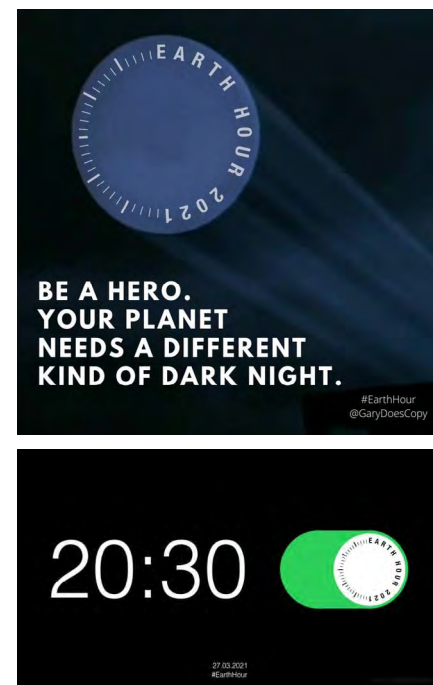 EARTH HOUR 2021
BE A HERO.
YOUR PLANET
NEEDS A DIFFERENT
KIND OF DARK NIGHT.
#EarthHour
@GaryDoesCopy
20:30
EARTH HOUR 2021
27.03.2021
#EarthHour